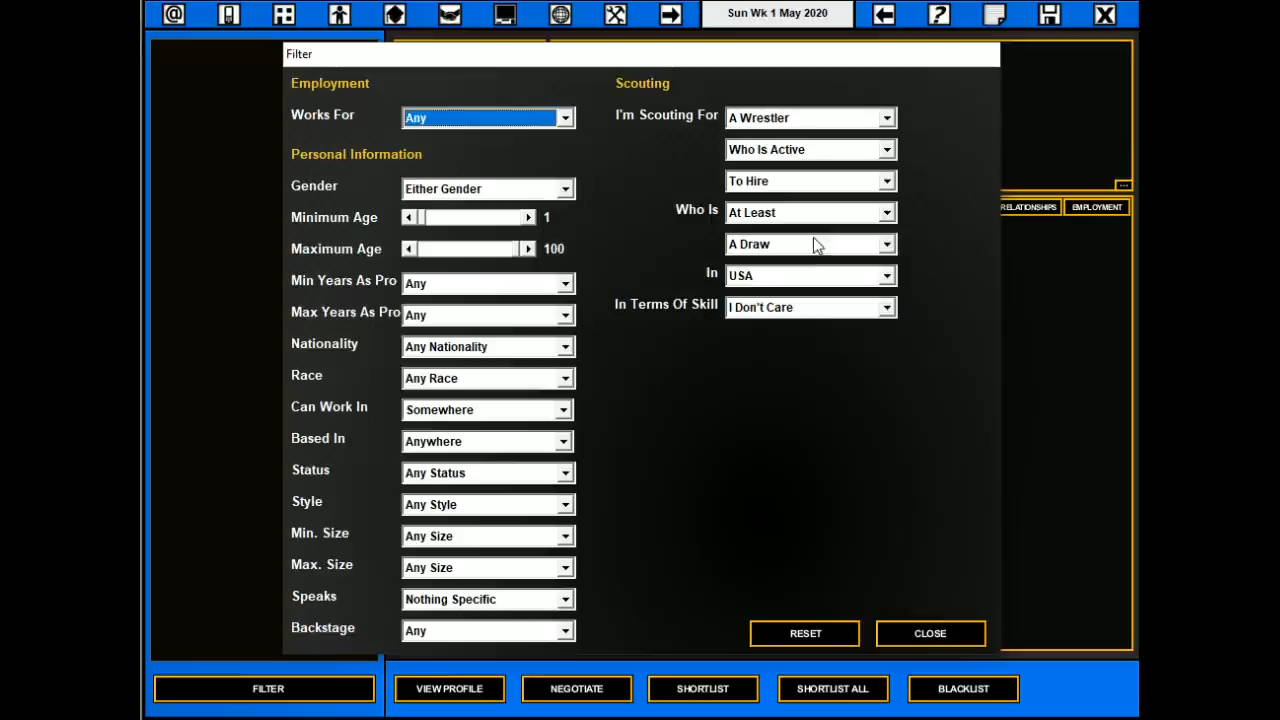 Sun Wk 1 May 2020
Filter
Employment
Works For Any
Personal Information
Gender Either Gender
Minimum Age 1
Maximum Age 100
Min Years As Pro Any
Max Years As Pro Any
Nationality Any Nationality
Race Any Race
Can Work In Somewhere
Based In Anywhere
Status Any Status
Style Any Style
Min. Size Any Size
Max. Size Any Size
Speaks Nothing Specific
Backstage Any
Scouting
I'm Scouting For A Wrestler
Who Is Active
To Hire
Who Is At Least
A Draw
In USA
In Terms Of Skill I Don't Care
RESET CLOSE
RELATIONSHIPS EMPLOYMENT
FILTER VIEW PROFILE NEGOTIATE SHORTLIST SHORTLIST ALL BLACKLIST